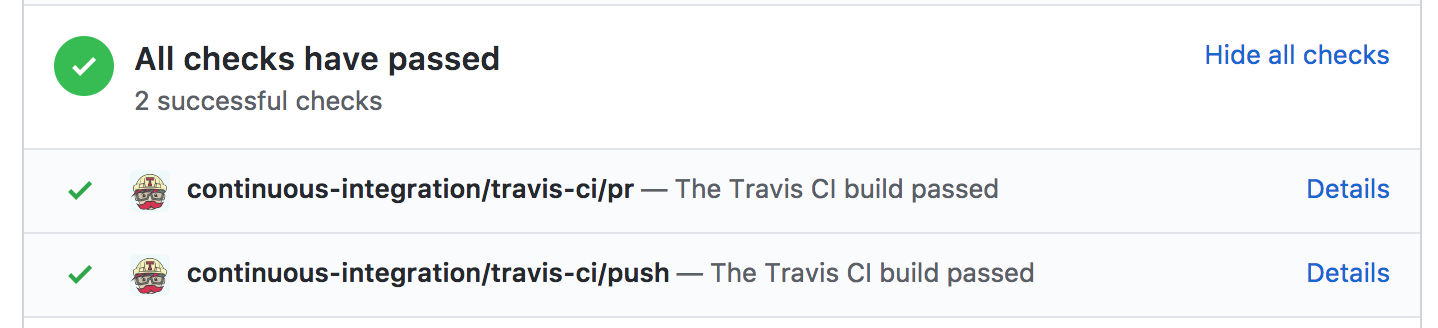 All checks have passed
Hide all checks
2 successful checks
continuous-integration/travis-ci/pr — The Travis CI build passed
Details
continuous-integration/travis-ci/push — The Travis CI build passed
Details